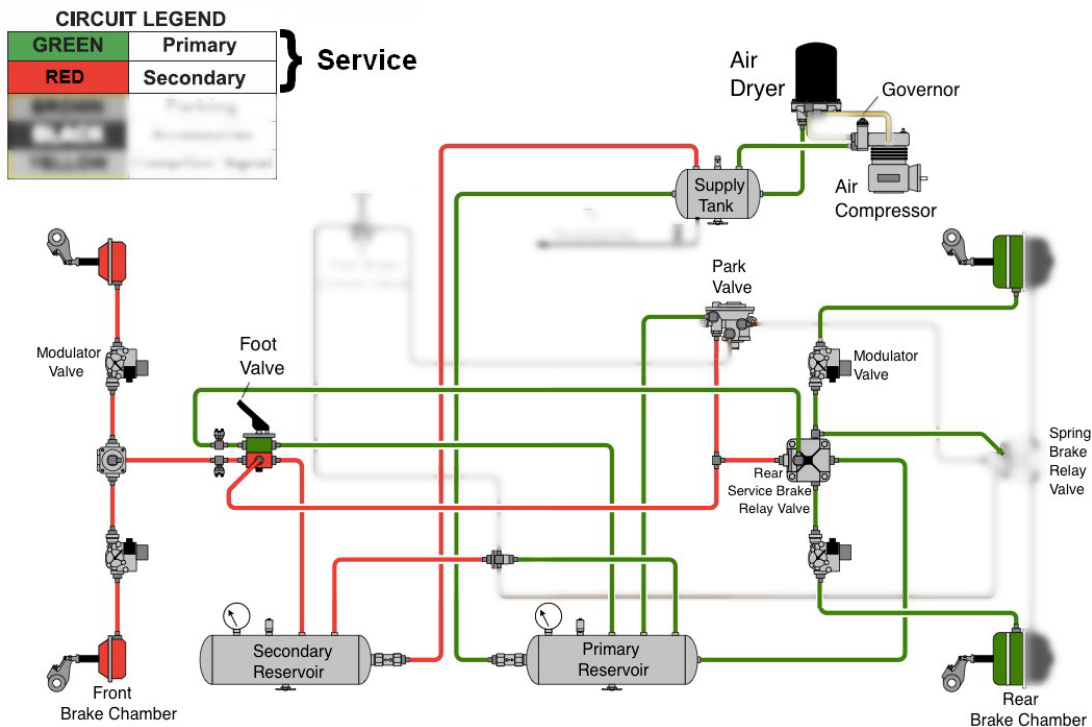 CIRCUIT LEGEND
GREEN Primary
RED Secondary
Service
Air
Dryer
Governor
Air
Compressor
Supply
Tank
Park
Valve
Modulator
Valve
Foot
Valve
Modulator
Valve
Spring
Brake
Relay
Valve
Rear
Service Brake
Relay Valve
Secondary
Reservoir
Primary
Reservoir
Front
Brake Chamber
Rear
Brake Chamber